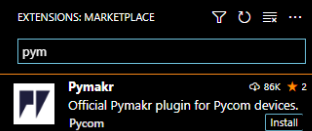 EXTENSIONS: MARKETPLACE
pym
Pymakr 86K 2
Official Pymakr plugin for Pycom devices.
Pycom Install